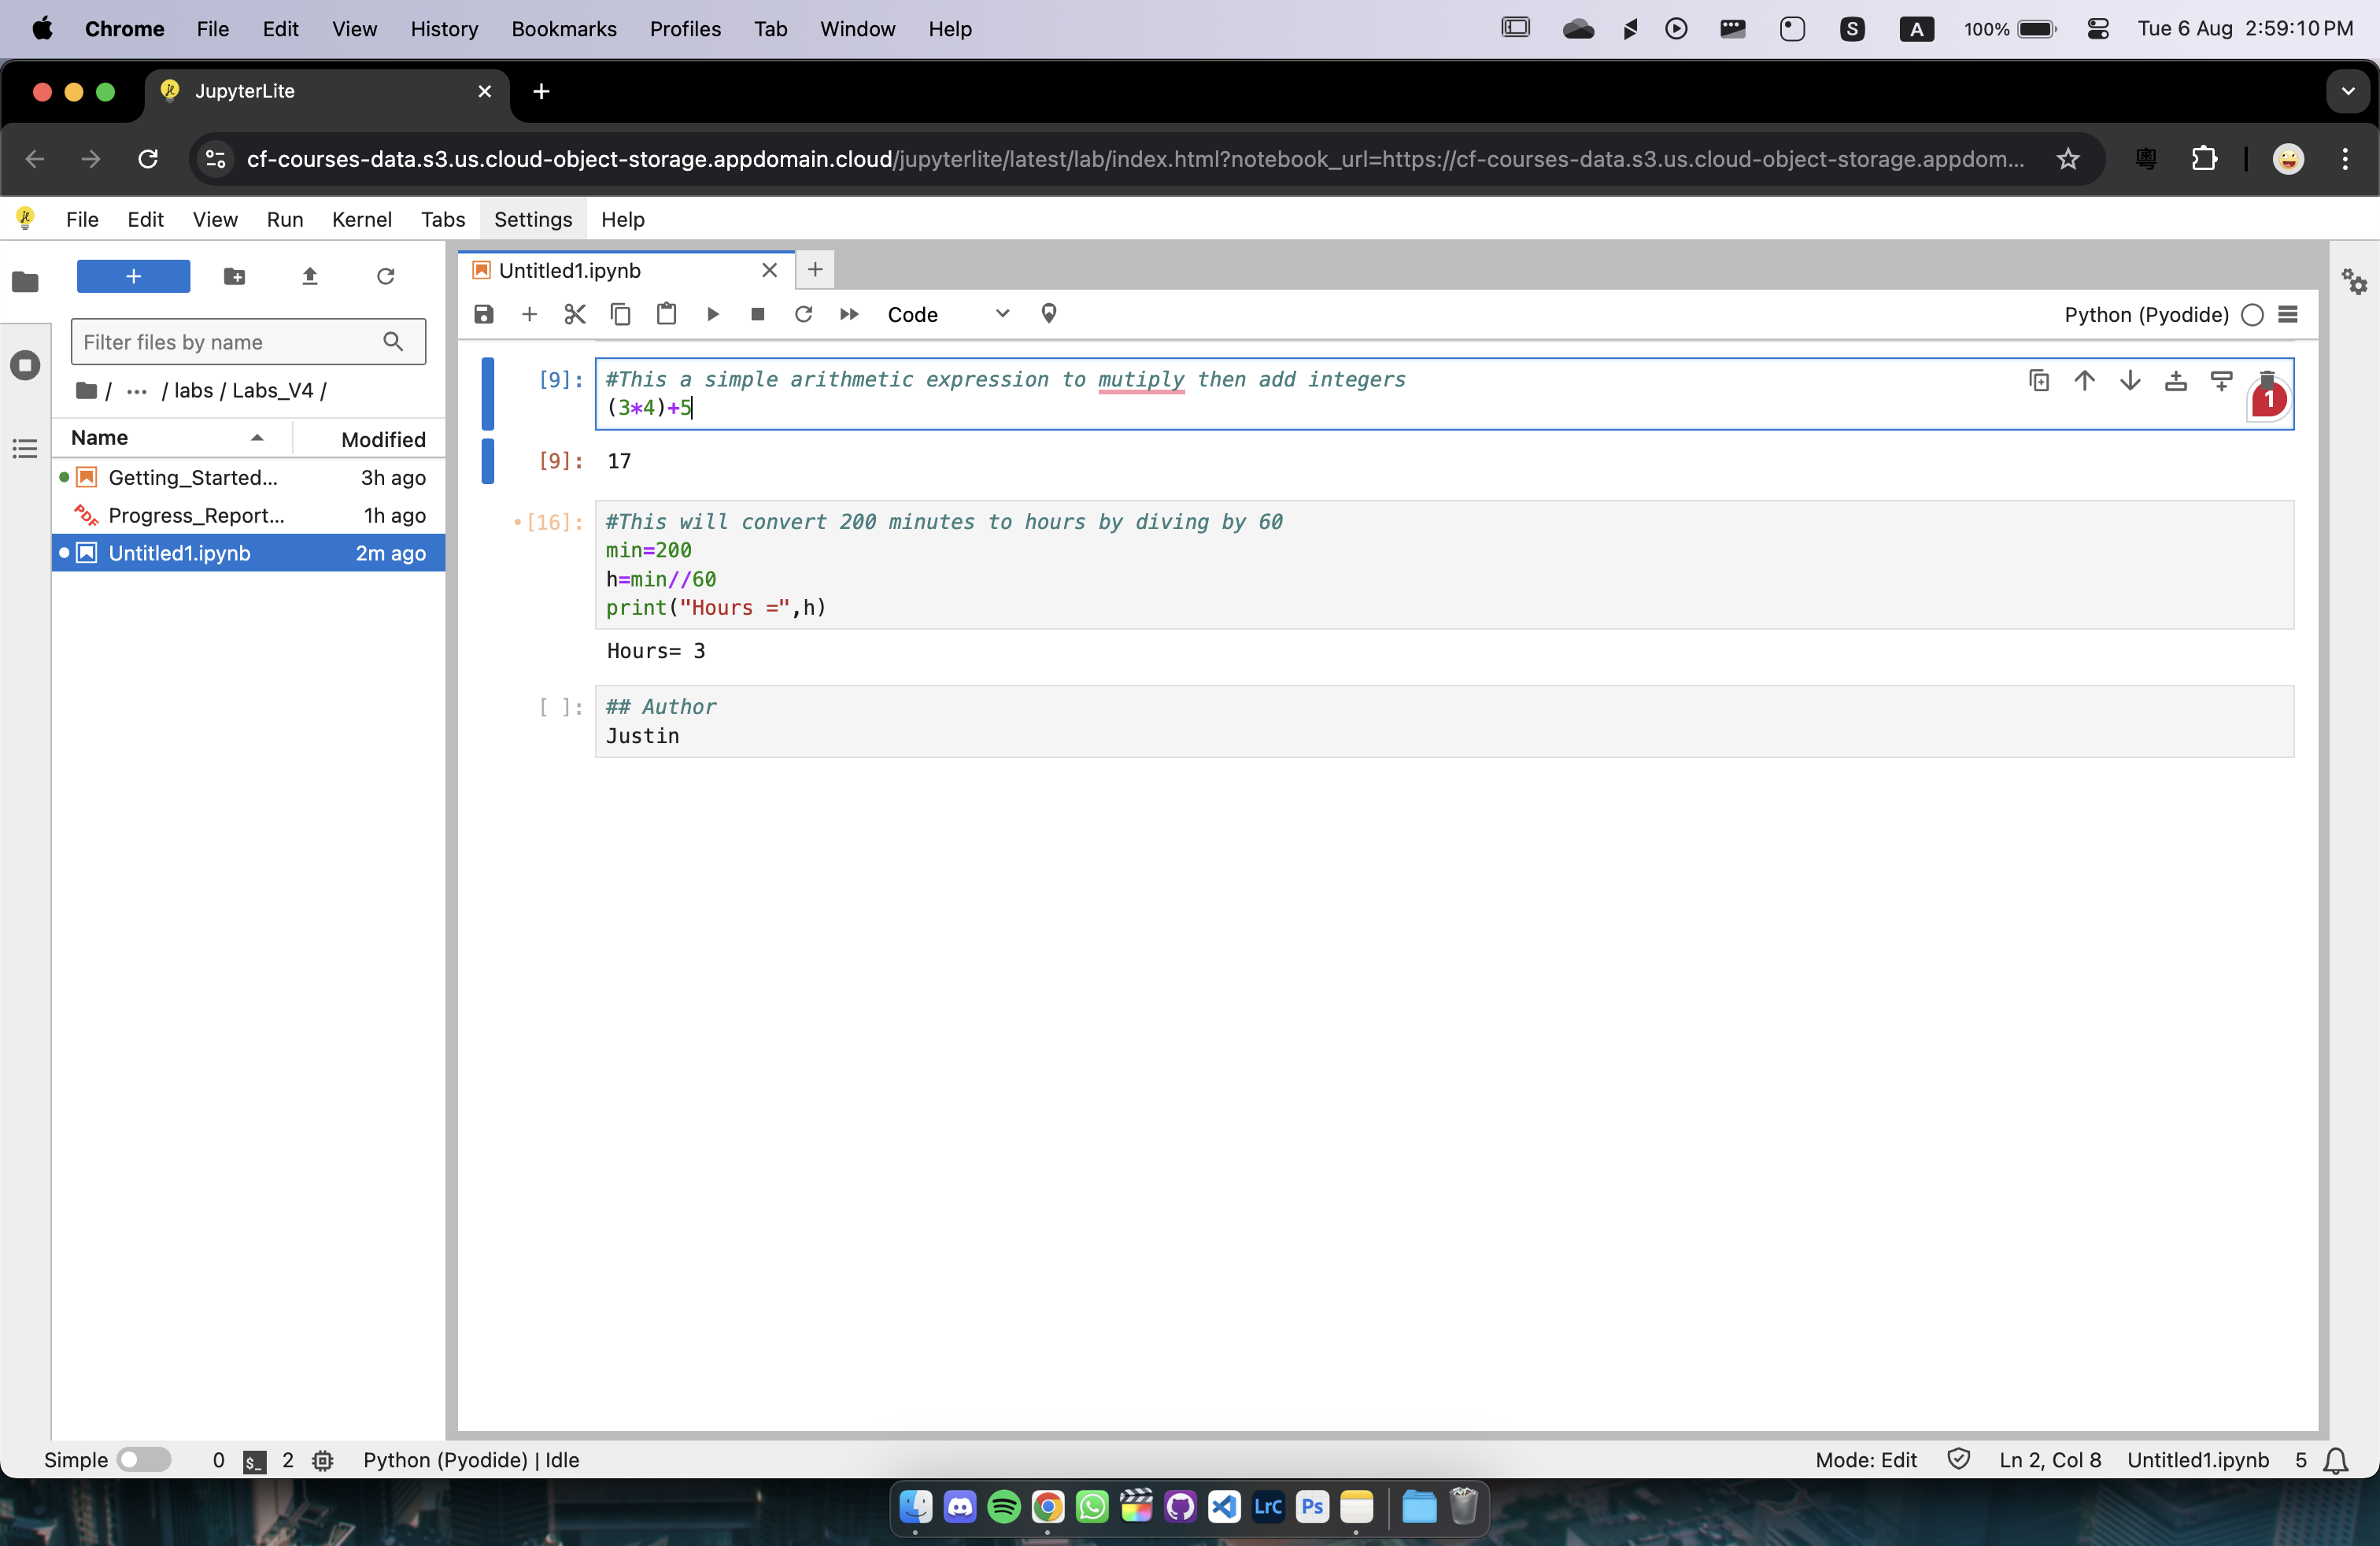 Chrome File Edit View History Bookmarks Profiles Tab Window Help S A 100% Tue 6 Aug 2:59:10 PM
JupyterLite
cf-courses-data.s3.us.cloud-object-storage.appdomain.cloud/jupyterlite/latest/lab/index.html?notebook_url=https://cf-courses-data.s3.us.cloud-object-storage.appdom... 粵
File Edit View Run Kernel Tabs Settings Help
Untitled1.ipynb
Code Python (Pyodide)
Filter files by name
/ ··· / labs / Labs_V4 /
Name Modified
Getting_Started... 3h ago
PDF Progress_Report... 1h ago
Untitled1.ipynb 2m ago
[9]: #This a simple arithmetic expression to mutiply then add integers
(3*4)+5
1
[9]: 17
[16]: #This will convert 200 minutes to hours by diving by 60
min=200
h=min//60
print("Hours =",h)
Hours= 3
[ ]: ## Author
Justin
Simple 0 $_ 2 Python (Pyodide) | Idle Mode: Edit Ln 2, Col 8 Untitled1.ipynb 5
LrC Ps